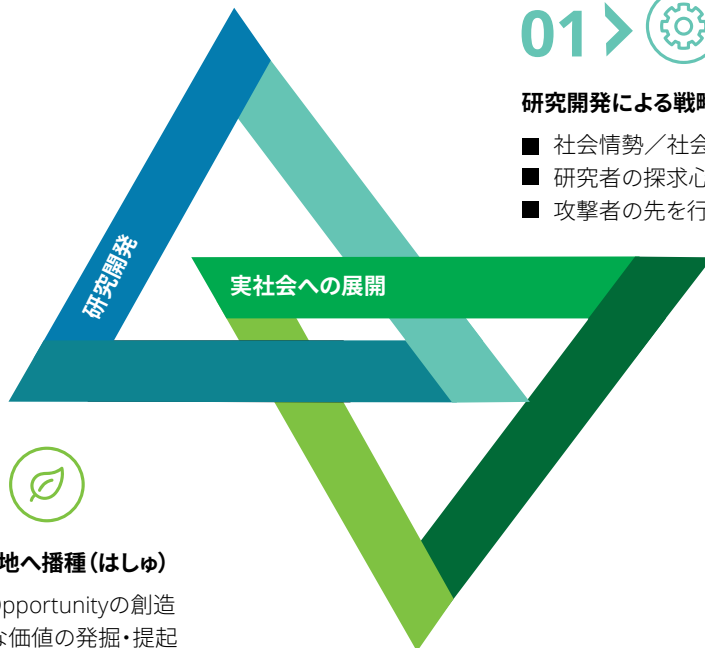 01
研究開発による戦略
■ 社会情勢／社会
■ 研究者の探求心
■ 攻撃者の先を行
研究開発
実社会への展開
地へ播種(はしゅ)
Opportunityの創造
な価値の発掘・提起